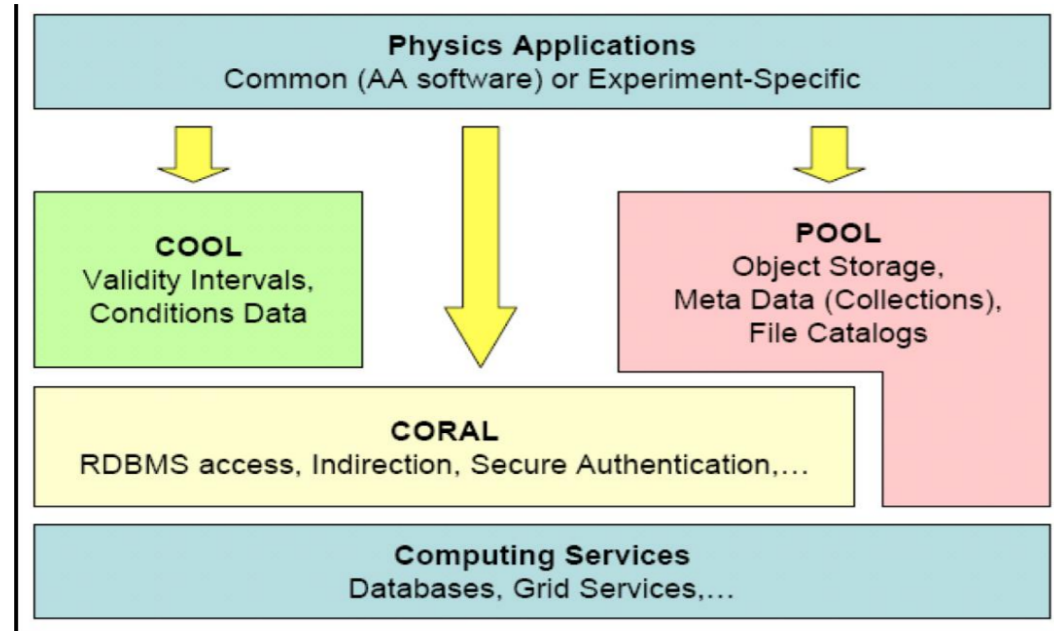 Physics Applications
Common (AA software) or Experiment-Specific
COOL
Validity Intervals,
Conditions Data
POOL
Object Storage,
Meta Data (Collections),
File Catalogs
CORAL
RDBMS access, Indirection, Secure Authentication,…
Computing Services
Databases, Grid Services,…